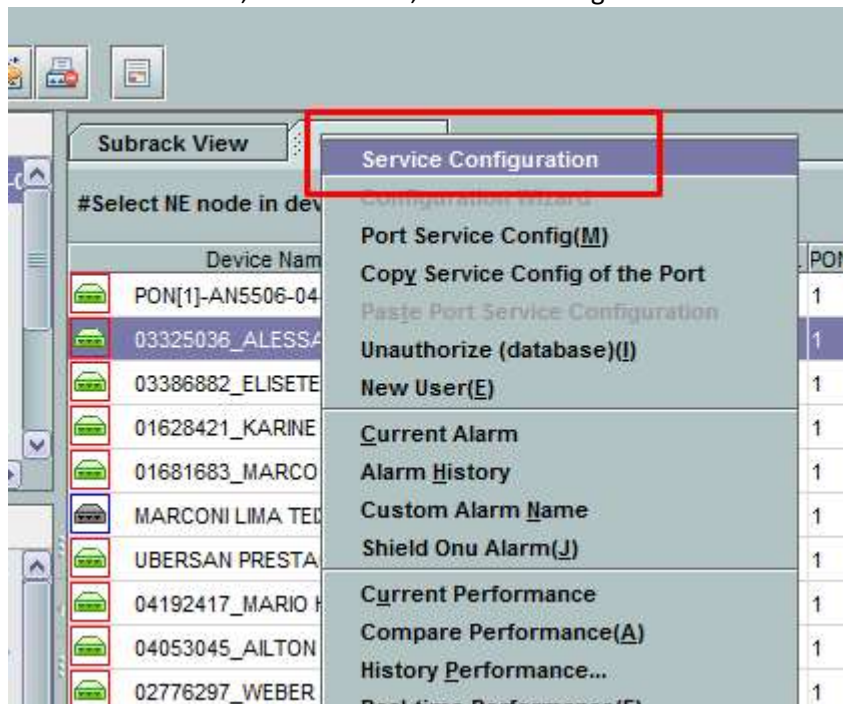 Subrack View
Service Configuration
#Select NE node in dev
Configuration Wizard
Port Service Config(M)
Device Nam
PON
Copy Service Config of the Port
PON[1]-AN5506-04
1
Paste Port Service Configuration
03325036_ALESSA
1
Unauthorize (database)(I)
03386882_ELISETE
1
New User(E)
01628421_KARINE
1
Current Alarm
01681683_MARCO
1
Alarm History
MARCONI LIMA TED
1
Custom Alarm Name
UBERSAN PRESTA
1
Shield Onu Alarm(J)
04192417_MARIO H
1
Current Performance
04053045_AILTON
1
Compare Performance(A)
02776297_WEBER
1
History Performance...